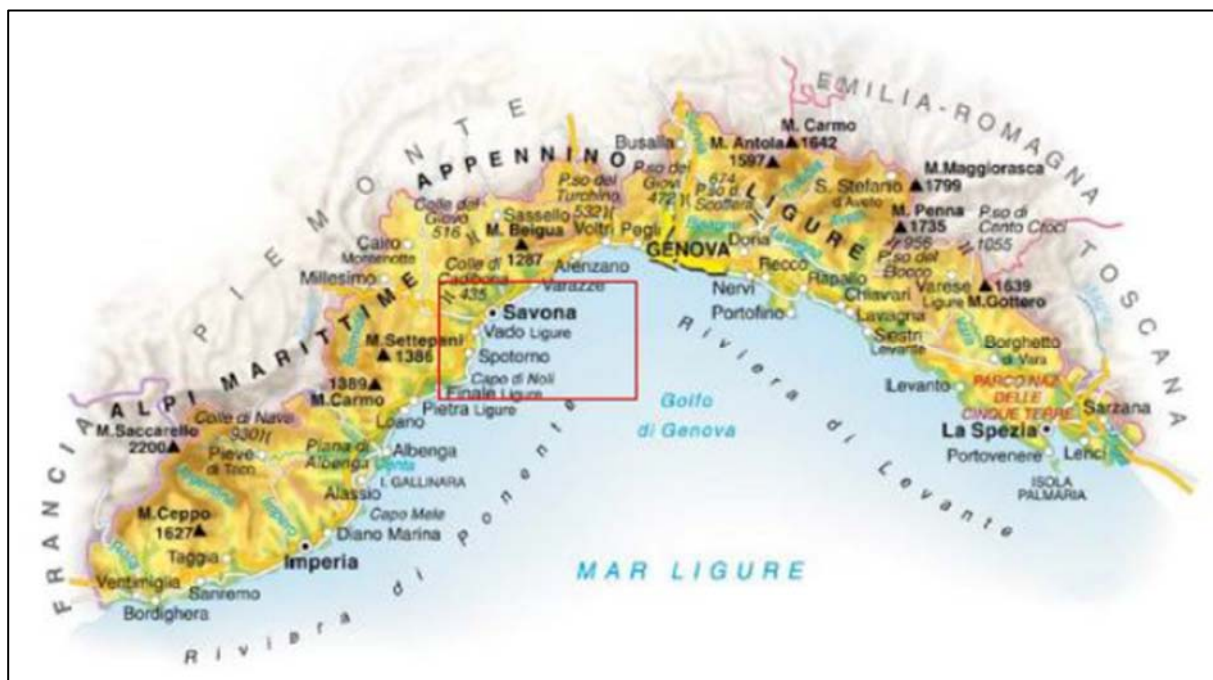 PIEMONTE
EMILIA-ROMAGNA
TOSCANA
FRANCIA
ALPI MARITTIME
APPENNINO
LIGURE
Busalla
M. Antola
1597
M. Carmo
1642
M.Maggiorasca
1799
S. Stefano
d'Aveto
M. Penna
1735
P.so di
Cento Croci
1055
P.so del
Turchino
532
P.so dei
Giovi
472
674
P.so d.
Scoffera
Colle del
Giovo
516
Sassello
M. Beigua
1287
Voltri
Pegli
GENOVA
Doria
956
P.so del
Bocco
Cairo
Montenotte
Millesimo
Colle di
Cadibona
435
Arenzano
Varazze
Nervi
Recco
Rapallo
Portofino
Chiavari
Lavagna
Sestri
Levante
Varese
Ligure
1639
M.Gottero
Savona
Vado Ligure
Spotorno
Capo di Noli
Finale Ligure
Pietra Ligure
M.Settepani
1386
1389
M.Carmo
Loano
Borghetto
di Vara
Levanto
PARCO NAZ.
DELLE
CINQUE TERRE
Sarzana
La Spezia
Portovenere
Lerici
ISOLA
PALMARIA
Golfo
di Genova
Riviera di Levante
Colle di Nava
930
M.Saccarello
2200
Pieve
di Teco
Piana di
Albenga
Albenga
I. GALLINARA
Alassio
Capo Mele
M.Ceppo
1627
Diano Marina
Taggia
Imperia
Ventimiglia
Sanremo
Bordighera
Riviera di Ponente
MAR LIGURE